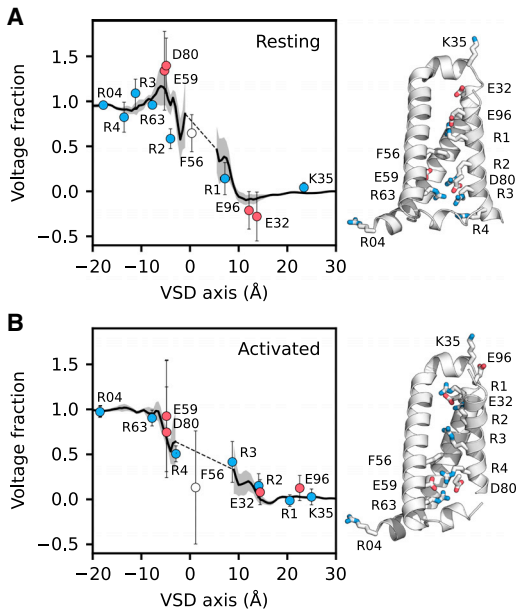 A
Resting
Voltage fraction
1.5
1.0
0.5
0.0
−0.5
R04
R4
R3
R63
D80
E59
R2
F56
R1
E96
E32
K35
−20
−10
0
10
20
30
VSD axis (Å)
K35
E32
E96
R1
F56
R2
E59
D80
R63
R3
R04
R4
B
Activated
Voltage fraction
1.5
1.0
0.5
0.0
−0.5
R04
R63
E59
D80
R4
F56
R3
R2
E32
E96
R1
K35
−20
−10
0
10
20
30
VSD axis (Å)
K35
E96
R1
E32
R2
R3
F56
R4
E59
D80
R63
R04